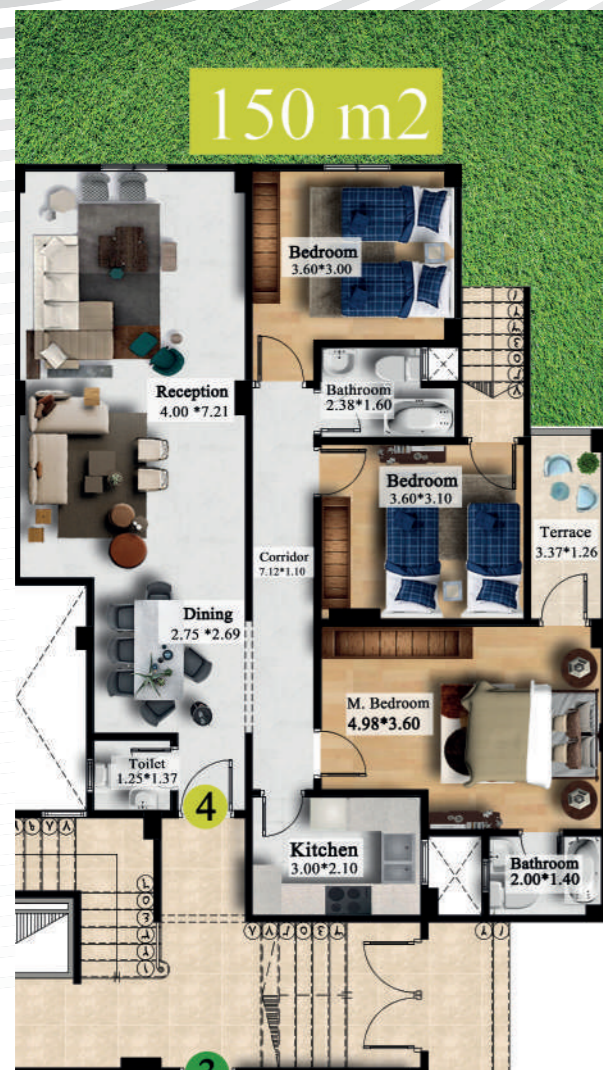 150 m2
Bedroom
3.60*3.00
Reception
4.00 *7.21
Bathroom
2.38*1.60
Bedroom
3.60*3.10
Terrace
3.37*1.26
Corridor
7.12*1.10
Dining
2.75 *2.69
M. Bedroom
4.98*3.60
Toilet
1.25*1.37
4
Kitchen
3.00*2.10
Bathroom
2.00*1.40